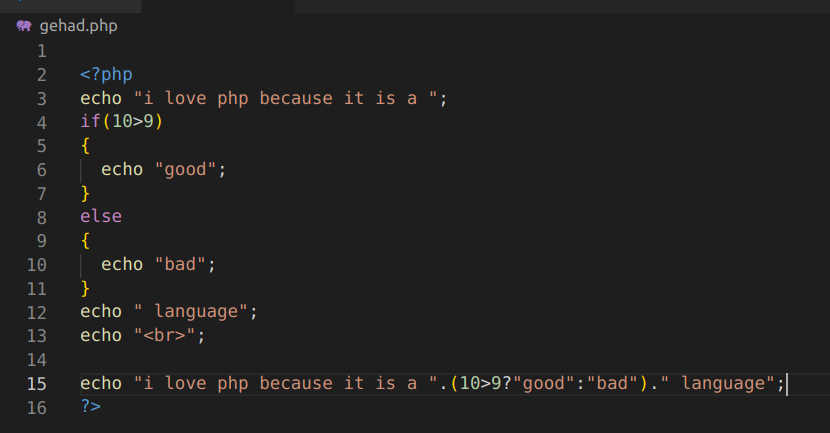 gehad.php
1
2 <?php
3 echo "i love php because it is a ";
4 if(10>9)
5 {
6 echo "good";
7 }
8 else
9 {
10 echo "bad";
11 }
12 echo " language";
13 echo "<br>";
14
15 echo "i love php because it is a ".(10>9?"good":"bad")." language";
16 ?>